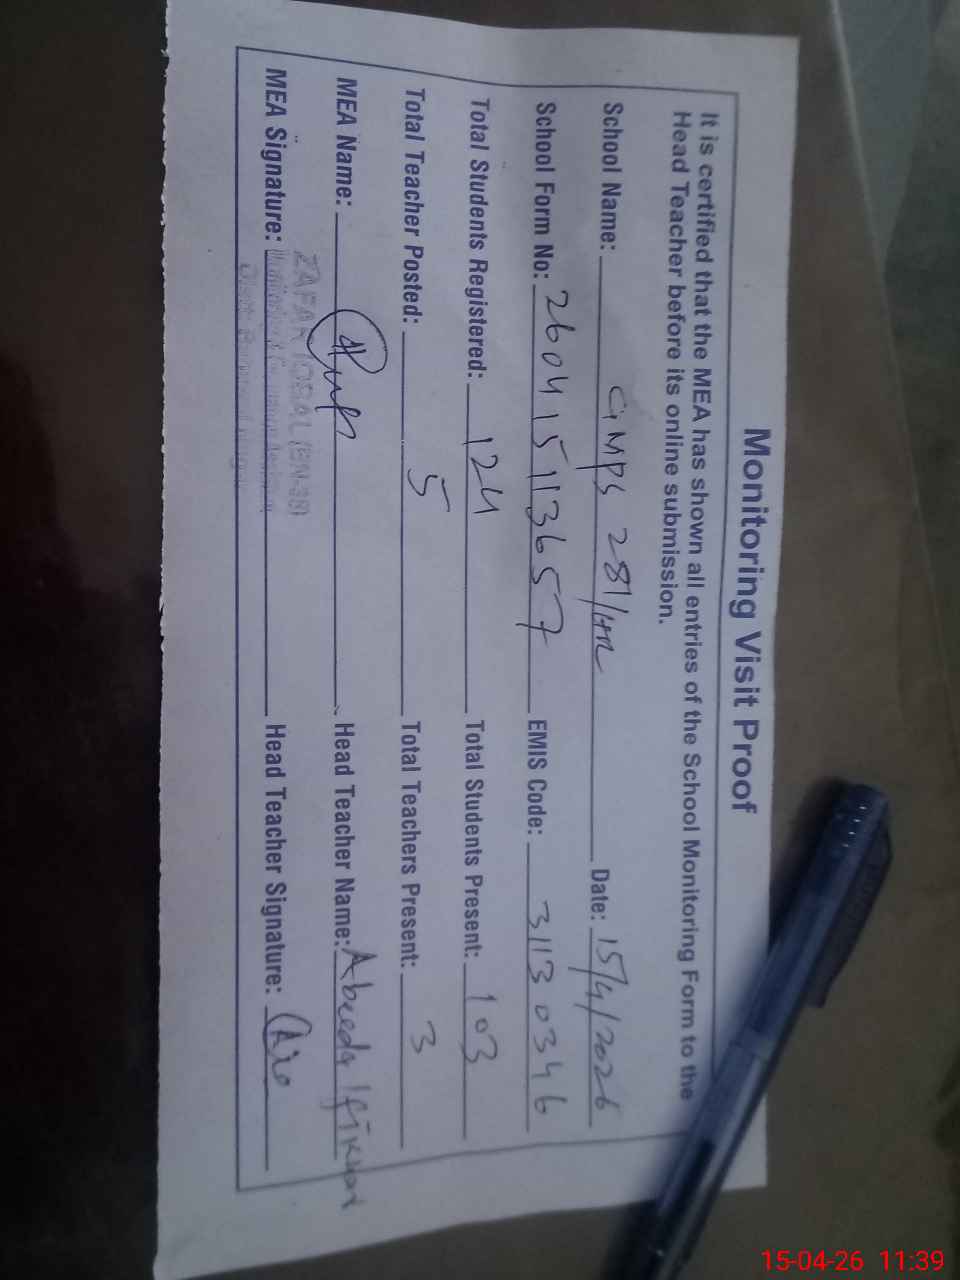 Monitoring Visit Proof
It is certified that the MEA has shown all entries of the School Monitoring Form to the
Head Teacher before its online submission.
School Name: GMPS 281/HR Date: 15/4/2026
School Form No: 260415113657 EMIS Code: 31130346
Total Students Registered: 124 Total Students Present: 103
Total Teacher Posted: 5 Total Teachers Present: 3
MEA Name: Head Teacher Name: Abeeda Iftikhar
ZAFAR IQBAL
MEA Signature: Head Teacher Signature:
15-04-26 11:39